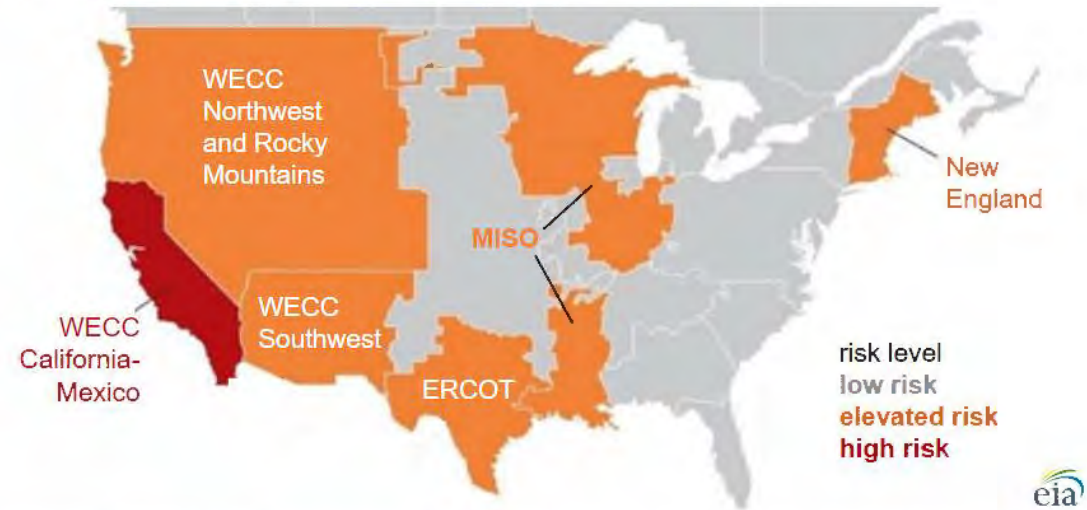 WECC
Northwest
and Rocky
Mountains
New
England
MISO
WECC
Southwest
WECC
California-
Mexico
ERCOT
risk level
low risk
elevated risk
high risk
eia